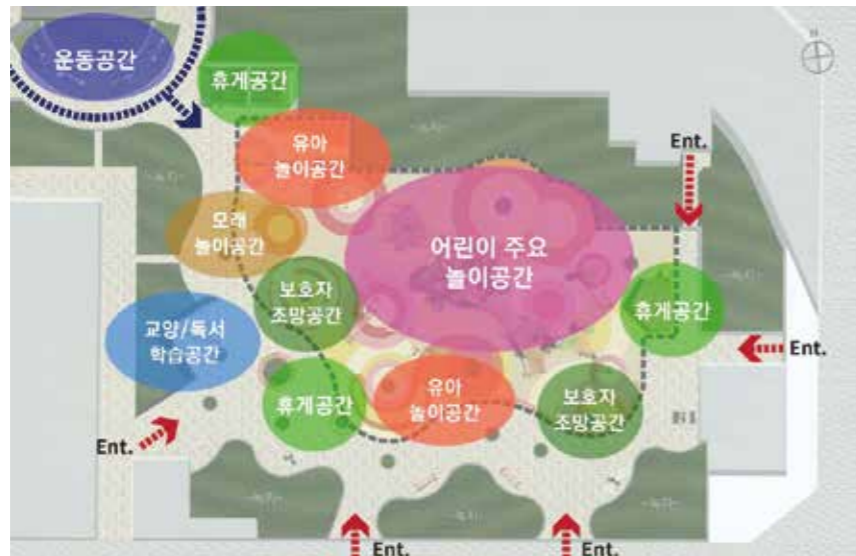 운동공간
휴게공간
유아
놀이공간
Ent.
모래
놀이공간
어린이 주요
놀이공간
보호자
조망공간
휴게공간
교양/독서
학습공간
Ent.
휴게공간
유아
놀이공간
보호자
조망공간
Ent.
Ent.
Ent.